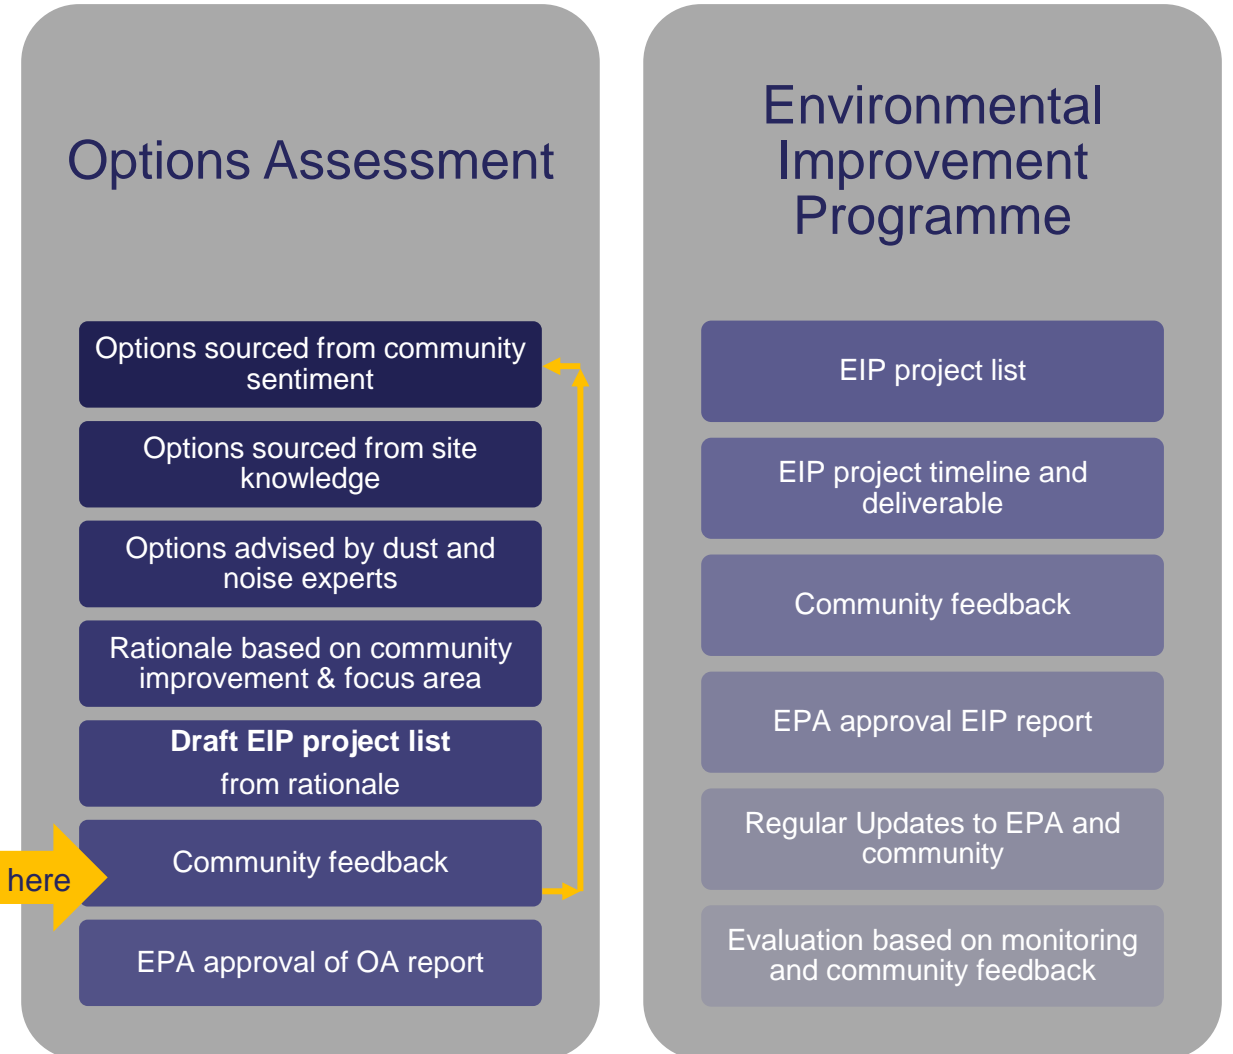 Options Assessment
Options sourced from community
sentiment
Options sourced from site
knowledge
Options advised by dust and
noise experts
Rationale based on community
improvement & focus area
Draft EIP project list
from rationale
here
Community feedback
EPA approval of OA report
Environmental
Improvement
Programme
EIP project list
EIP project timeline and
deliverable
Community feedback
EPA approval EIP report
Regular Updates to EPA and
community
Evaluation based on monitoring
and community feedback